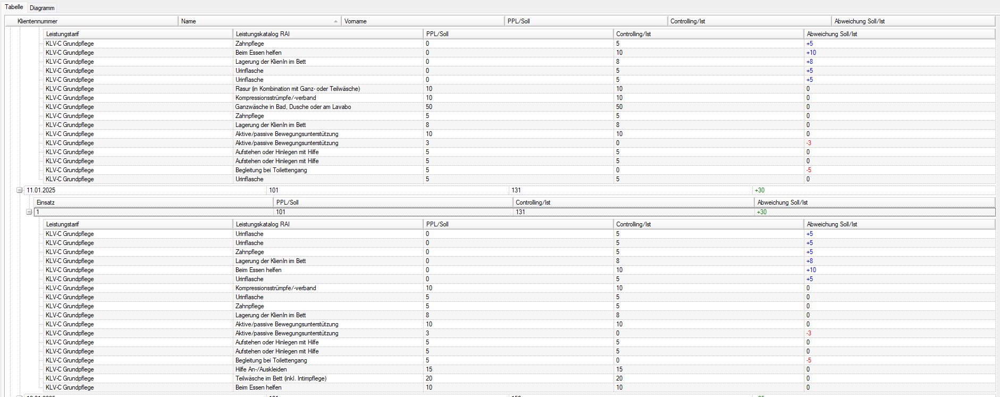 Tabelle Diagramm
Klientennummer Name Vorname PPL/Soll Controlling/Ist Abweichung Soll/Ist
Leistungstarif Leistungskatalog RAI PPL/Soll Controlling/Ist Abweichung Soll/Ist
KLV-C Grundpflege Zahnpflege 0 5 +5
KLV-C Grundpflege Beim Essen helfen 0 10 +10
KLV-C Grundpflege Lagerung der KlienIn im Bett 0 8 +8
KLV-C Grundpflege Urinflasche 0 5 +5
KLV-C Grundpflege Urinflasche 0 5 +5
KLV-C Grundpflege Rasur (in Kombination mit Ganz- oder Teilwäsche) 10 10 0
KLV-C Grundpflege Kompressionsstrümpfe/-verband 10 10 0
KLV-C Grundpflege Ganzwäsche in Bad, Dusche oder am Lavabo 50 50 0
KLV-C Grundpflege Zahnpflege 5 5 0
KLV-C Grundpflege Lagerung der KlienIn im Bett 8 8 0
KLV-C Grundpflege Aktive/passive Bewegungsunterstützung 10 10 0
KLV-C Grundpflege Aktive/passive Bewegungsunterstützung 3 0 -3
KLV-C Grundpflege Aufstehen oder Hinlegen mit Hilfe 5 5 0
KLV-C Grundpflege Aufstehen oder Hinlegen mit Hilfe 5 5 0
KLV-C Grundpflege Begleitung bei Toilettengang 5 0 -5
KLV-C Grundpflege Urinflasche 5 5 0
11.01.2025 101 131 +30
Einsatz PPL/Soll Controlling/Ist Abweichung Soll/Ist
1 101 131 +30
Leistungstarif Leistungskatalog RAI PPL/Soll Controlling/Ist Abweichung Soll/Ist
KLV-C Grundpflege Urinflasche 0 5 +5
KLV-C Grundpflege Urinflasche 0 5 +5
KLV-C Grundpflege Zahnpflege 0 5 +5
KLV-C Grundpflege Lagerung der KlienIn im Bett 0 8 +8
KLV-C Grundpflege Beim Essen helfen 0 10 +10
KLV-C Grundpflege Urinflasche 0 5 +5
KLV-C Grundpflege Kompressionsstrümpfe/-verband 10 10 0
KLV-C Grundpflege Urinflasche 5 5 0
KLV-C Grundpflege Zahnpflege 5 5 0
KLV-C Grundpflege Lagerung der KlienIn im Bett 8 8 0
KLV-C Grundpflege Aktive/passive Bewegungsunterstützung 10 10 0
KLV-C Grundpflege Aktive/passive Bewegungsunterstützung 3 0 -3
KLV-C Grundpflege Aufstehen oder Hinlegen mit Hilfe 5 5 0
KLV-C Grundpflege Aufstehen oder Hinlegen mit Hilfe 5 5 0
KLV-C Grundpflege Begleitung bei Toilettengang 5 0 -5
KLV-C Grundpflege Hilfe An-/Auskleiden 15 15 0
KLV-C Grundpflege Teilwäsche im Bett (inkl. Intimpflege) 20 20 0
KLV-C Grundpflege Beim Essen helfen 10 10 0